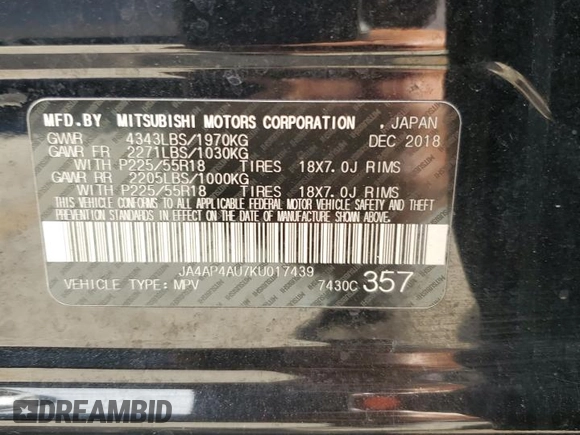 MFD.BY MITSUBISHI MOTORS CORPORATION , JAPAN
GVWR 4343LBS/1970KG DEC 2018
GAWR FR 2271LBS/1030KG
WITH P225/55R18 TIRES 18X7.0J RIMS
GAWR RR 2205LBS/1000KG
WITH P225/55R18 TIRES 18X7.0J RIMS
THIS VEHICLE CONFORMS TO ALL APPLICABLE FEDERAL MOTOR VEHICLE SAFETY AND THEFT
PREVENTION STANDARDS IN EFFECT ON THE DATE OF MANUFACTURE SHOWN ABOVE.
JA4AP4AU7KU017439
VEHICLE TYPE: MPV 7430C 357
DREAMBID